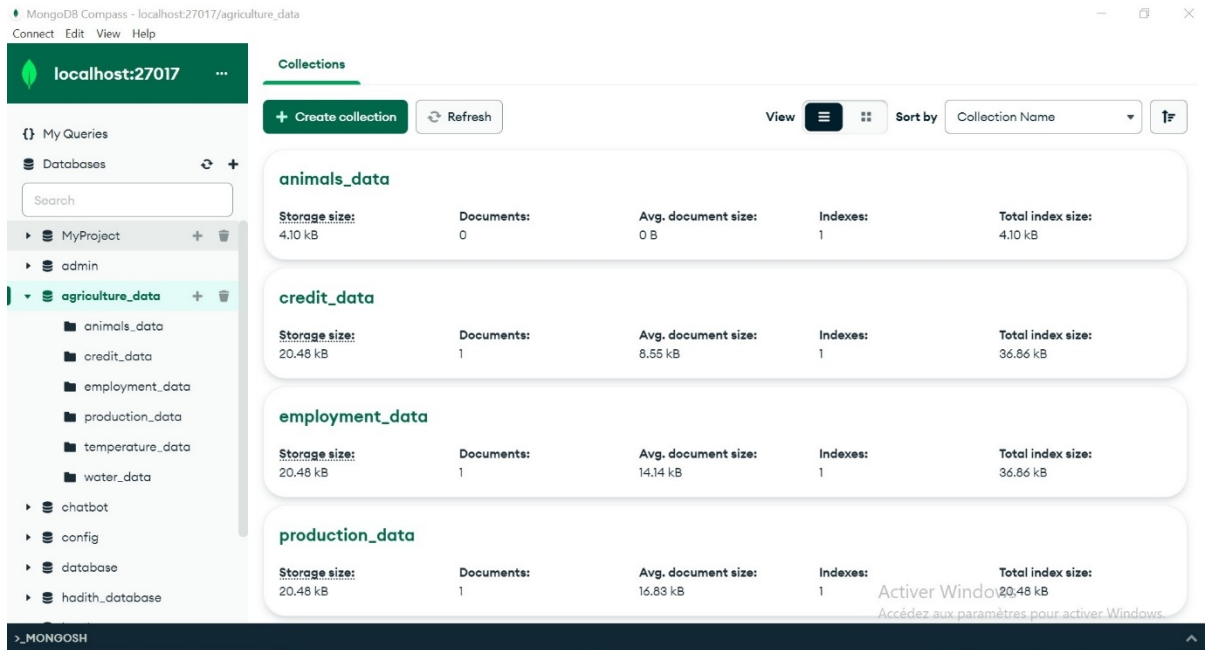 MongoDB Compass - localhost:27017/agriculture_data
Connect Edit View Help
localhost:27017 ...
{} My Queries
Databases
Search
MyProject
admin
agriculture_data
animals_data
credit_data
employment_data
production_data
temperature_data
water_data
chatbot
config
database
hadith_database
Collections
+ Create collection Refresh View Sort by Collection Name
animals_data
Storage size: Documents: Avg. document size: Indexes: Total index size:
4.10 kB 0 0 B 1 4.10 kB
credit_data
Storage size: Documents: Avg. document size: Indexes: Total index size:
20.48 kB 1 8.55 kB 1 36.86 kB
employment_data
Storage size: Documents: Avg. document size: Indexes: Total index size:
20.48 kB 1 14.14 kB 1 36.86 kB
production_data
Storage size: Documents: Avg. document size: Indexes: Total index size:
20.48 kB 1 16.83 kB 1 20.48 kB
Activer Windows
Accédez aux paramètres pour activer Windows.
>_MONGOSH